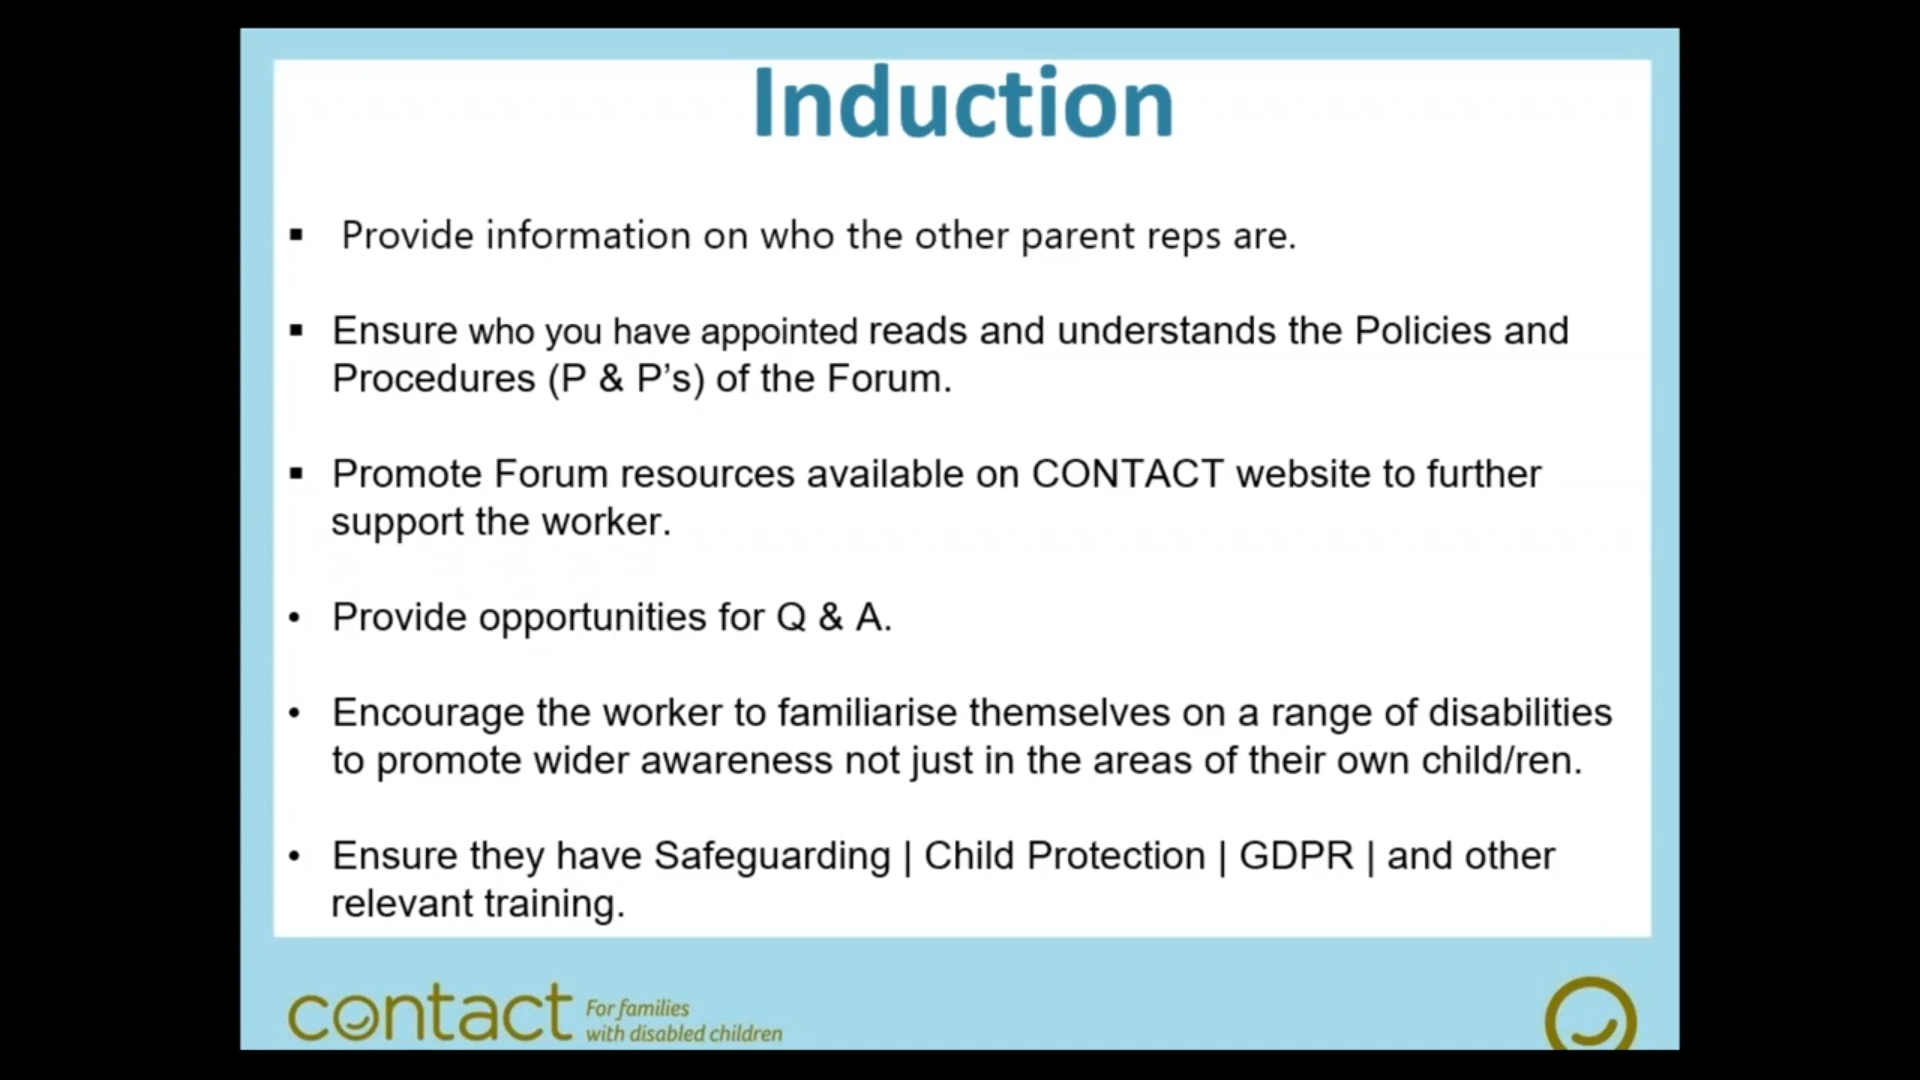 Induction
▪ Provide information on who the other parent reps are.
▪ Ensure who you have appointed reads and understands the Policies and
Procedures (P & P’s) of the Forum.
▪ Promote Forum resources available on CONTACT website to further
support the worker.
• Provide opportunities for Q & A.
• Encourage the worker to familiarise themselves on a range of disabilities
to promote wider awareness not just in the areas of their own child/ren.
• Ensure they have Safeguarding | Child Protection | GDPR | and other
relevant training.
contact
For families
with disabled children